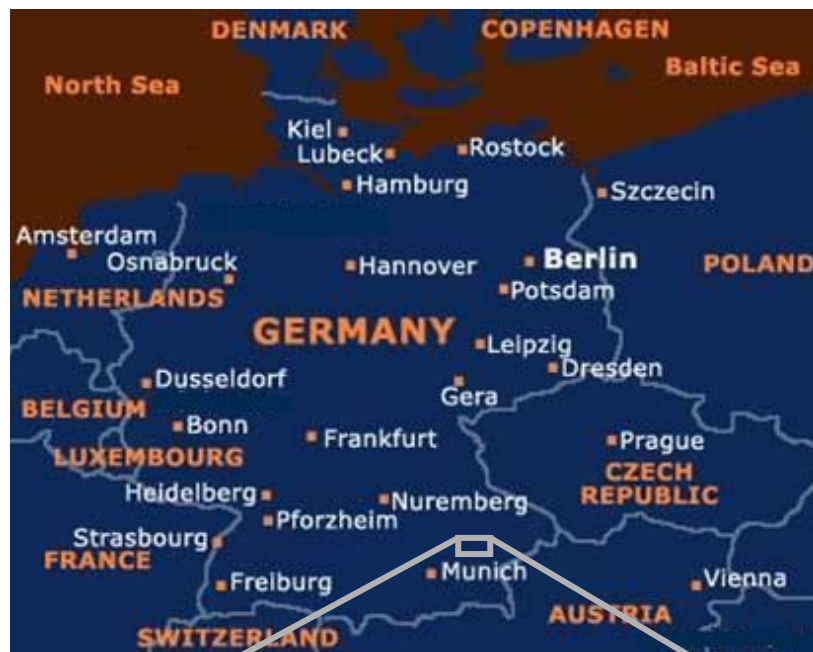 DENMARK
COPENHAGEN
North Sea
Baltic Sea
Kiel
Lubeck
Rostock
Hamburg
Szczecin
Amsterdam
Osnabruck
Hannover
Berlin
POLAND
NETHERLANDS
Potsdam
GERMANY
Leipzig
Dresden
Dusseldorf
Gera
BELGIUM
Bonn
Frankfurt
Prague
LUXEMBOURG
CZECH
REPUBLIC
Heidelberg
Nuremberg
Pforzheim
Strasbourg
FRANCE
Munich
Freiburg
Vienna
AUSTRIA
SWITZERLAND